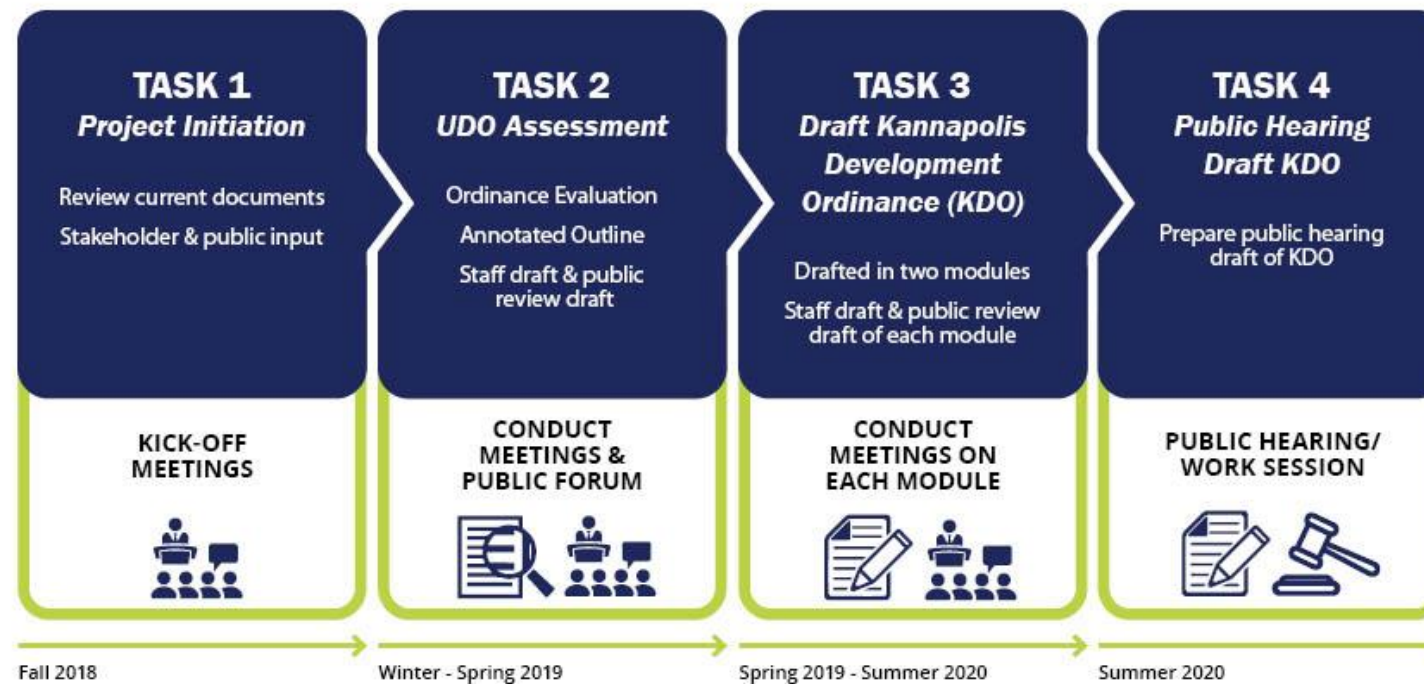 TASK 1
Project Initiation
Review current documents
Stakeholder & public input
KICK-OFF
MEETINGS
Fall 2018
TASK 2
UDO Assessment
Ordinance Evaluation
Annotated Outline
Staff draft & public
review draft
CONDUCT
MEETINGS &
PUBLIC FORUM
Winter - Spring 2019
TASK 3
Draft Kannapolis
Development
Ordinance (KDO)
Drafted in two modules
Staff draft & public review
draft of each module
CONDUCT
MEETINGS ON
EACH MODULE
Spring 2019 - Summer 2020
TASK 4
Public Hearing
Draft KDO
Prepare public hearing
draft of KDO
PUBLIC HEARING/
WORK SESSION
Summer 2020